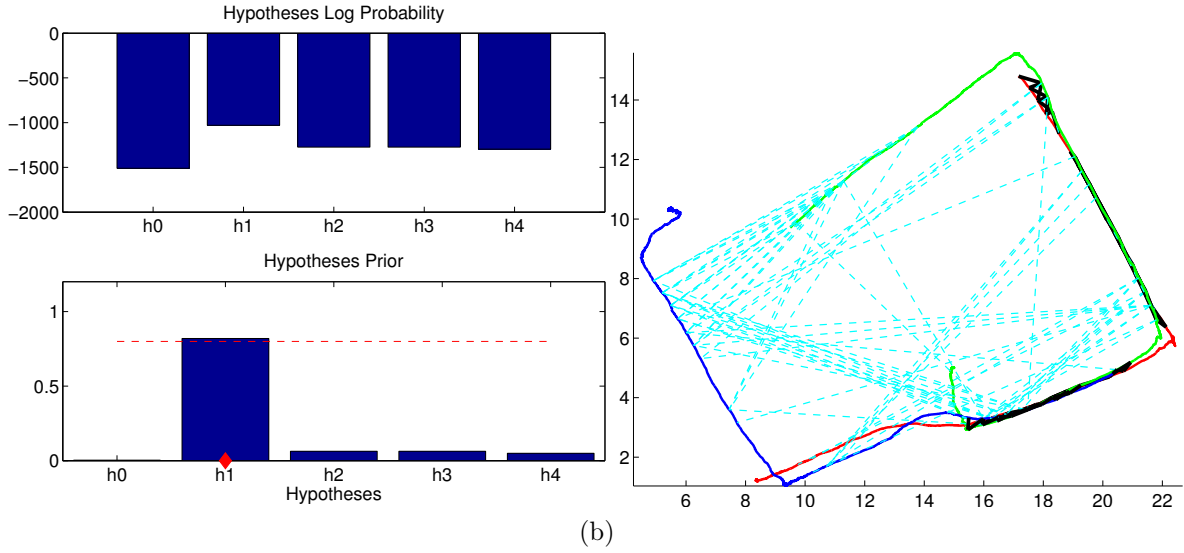 Hypotheses Log Probability
0
−500
−1000
−1500
−2000
h0 h1 h2 h3 h4
Hypotheses Prior
1
0.5
0
h0 h1 h2 h3 h4
Hypotheses
14
12
10
8
6
4
2
6 8 10 12 14 16 18 20 22
(b)